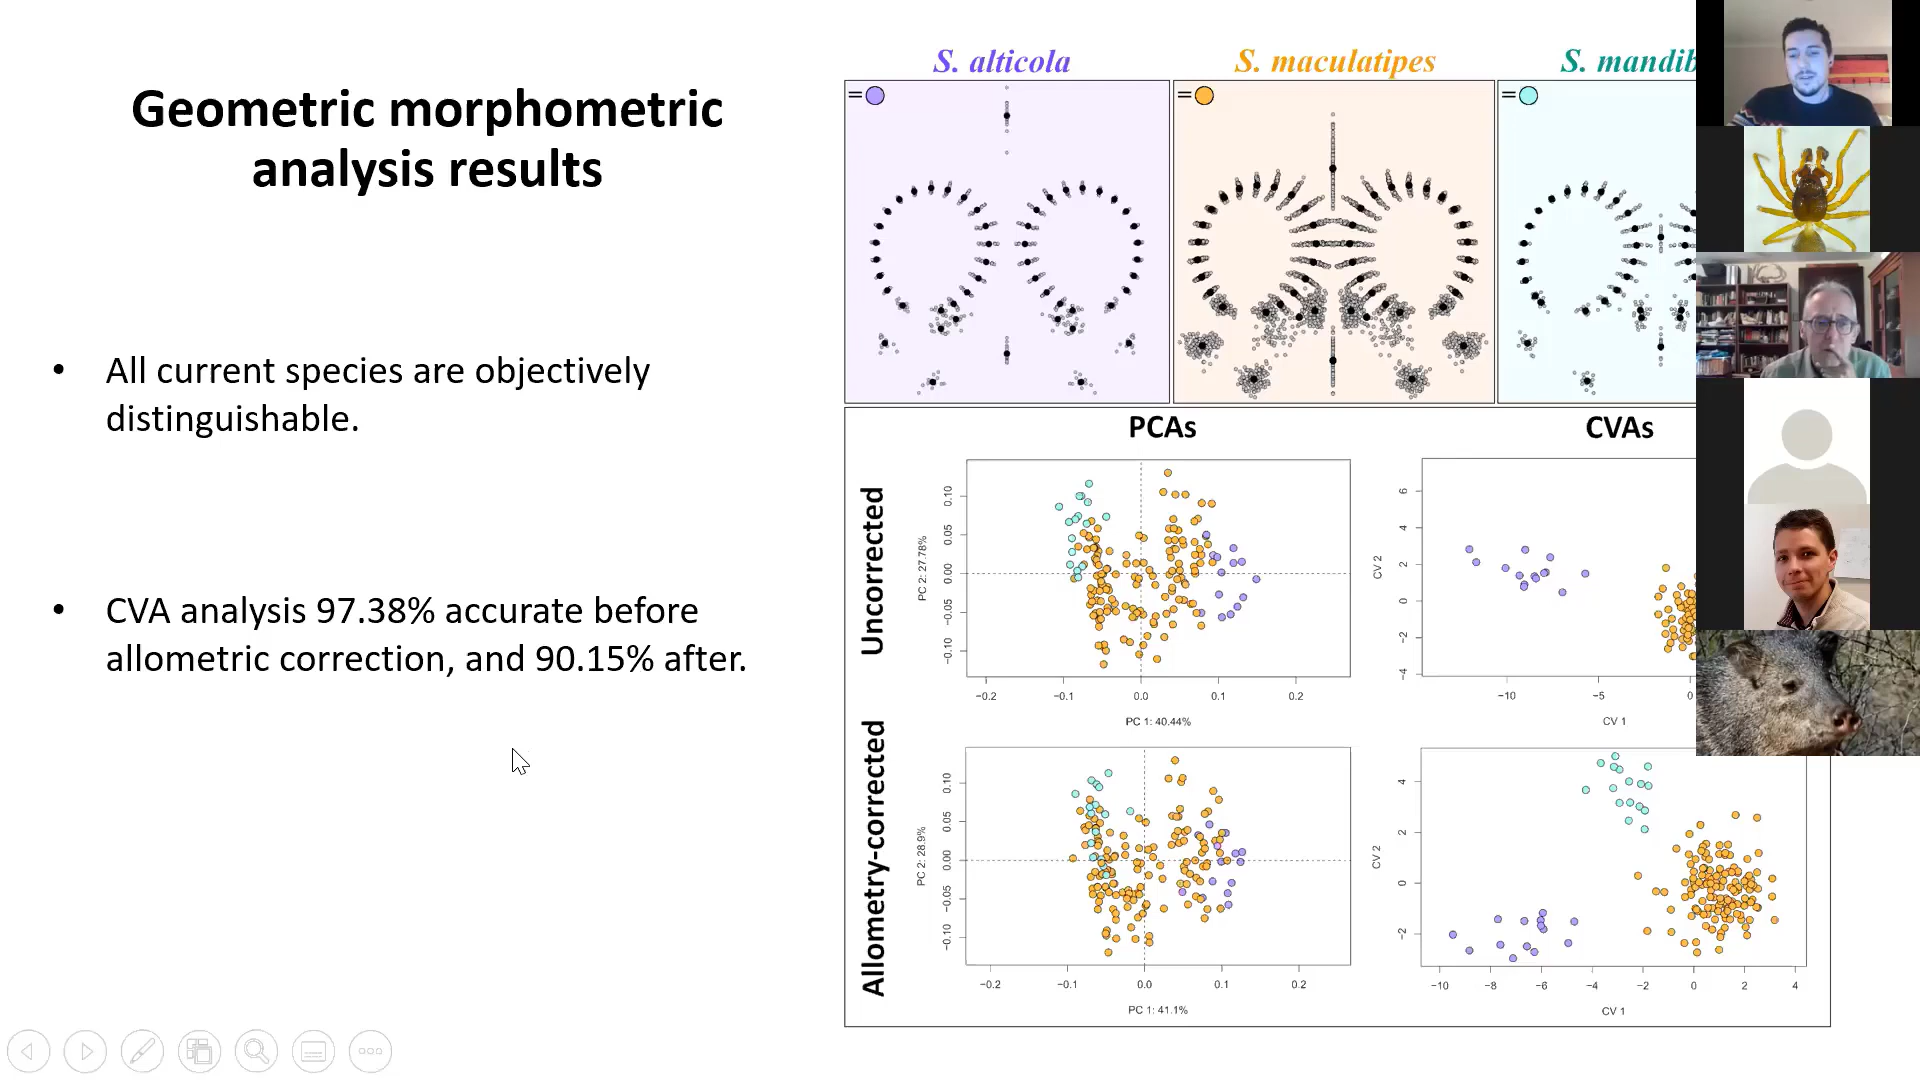 Geometric morphometric
analysis results
• All current species are objectively
distinguishable.
• CVA analysis 97.38% accurate before
allometric correction, and 90.15% after.
S. alticola
S. maculatipes
S. mandib
=
=
=
PCAs
CVAs
Uncorrected
PC 2: 27.78%
0.10
0.05
0.00
−0.05
−0.10
−0.2 −0.1 0.0 0.1 0.2
PC 1: 40.44%
CV 2
6
4
2
0
−2
−4
−10 −5 0
CV 1
Allometry-corrected
PC 2: 28.9%
0.10
0.05
0.00
−0.05
−0.10
−0.2 −0.1 0.0 0.1 0.2
PC 1: 41.1%
CV 2
4
2
0
−2
−10 −8 −6 −4 −2 0 2 4
CV 1